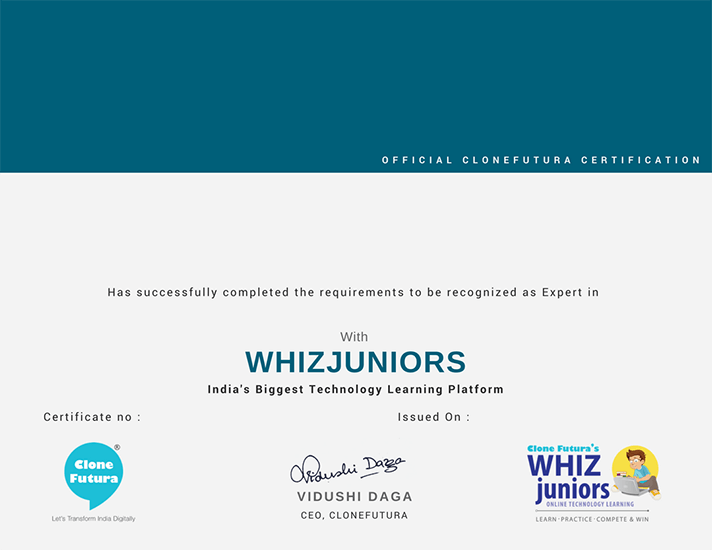 OFFICIAL CLONEFUTURA CERTIFICATION
Has successfully completed the requirements to be recognized as Expert in
With
WHIZJUNIORS
India's Biggest Technology Learning Platform
Certificate no :
Issued On :
Clone
Futura
®
Let's Transform India Digitally
Vidushi Daga
VIDUSHI DAGA
CEO, CLONEFUTURA
Clone Futura's
WHIZ
juniors
ONLINE TECHNOLOGY LEARNING
LEARN · PRACTICE · COMPETE & WIN